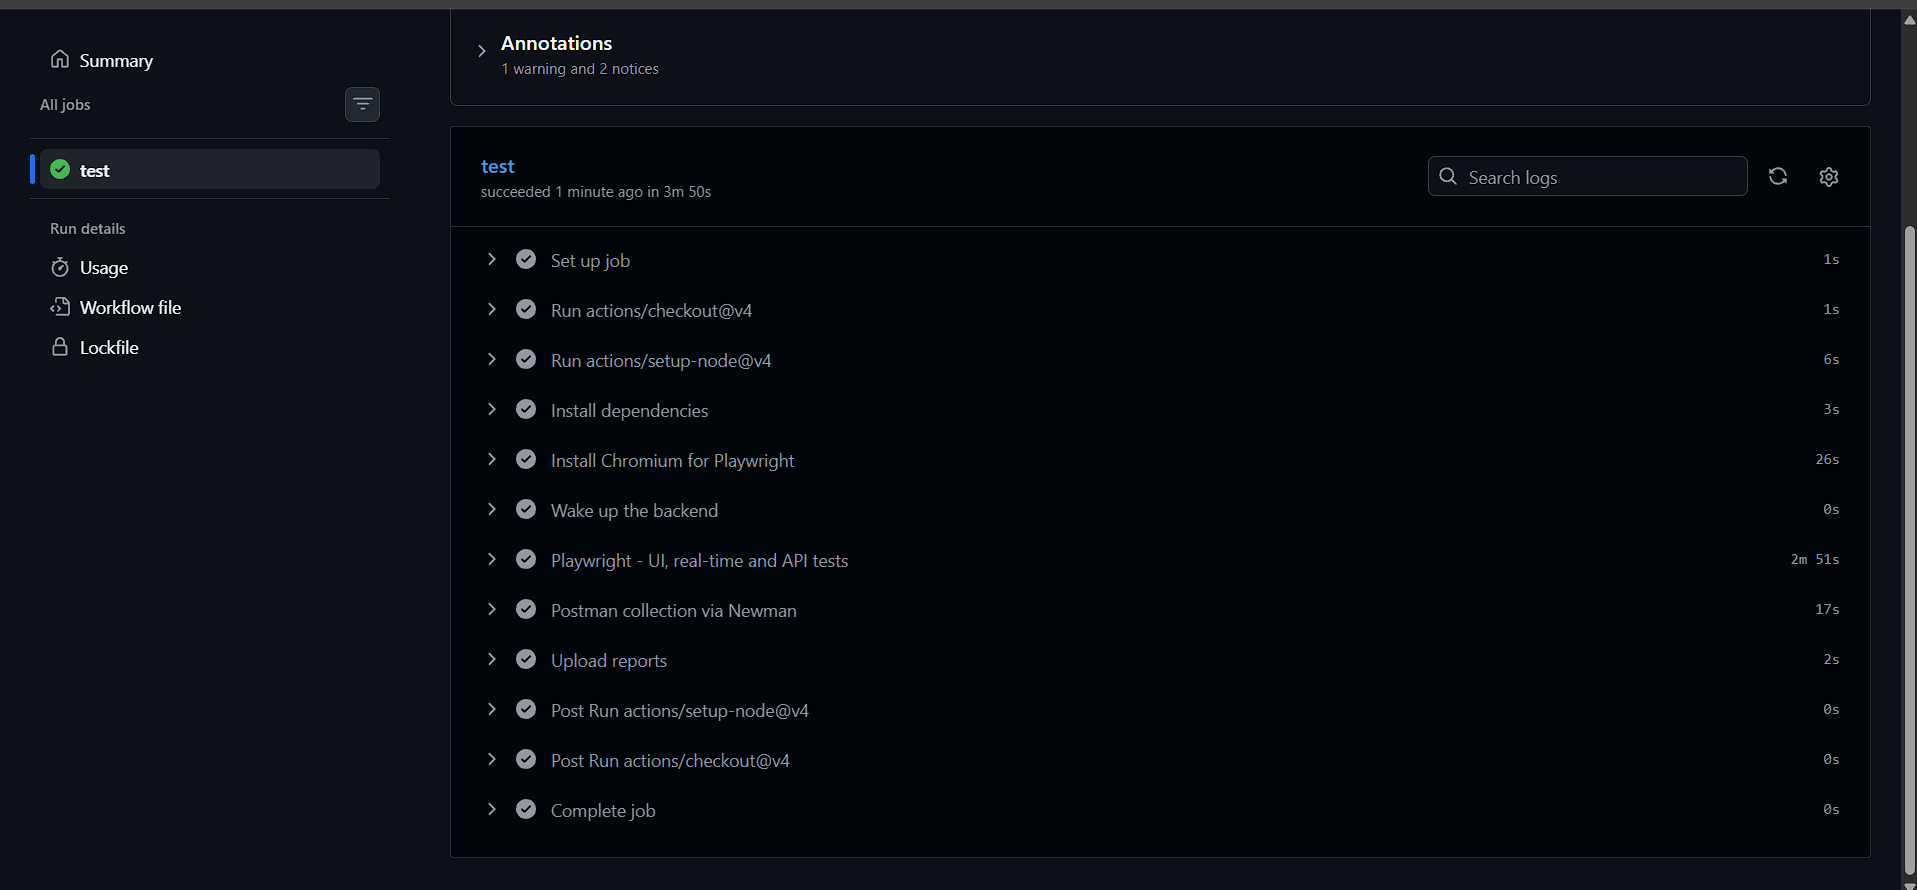 Summary
All jobs
test
Run details
Usage
Workflow file
Lockfile
Annotations
1 warning and 2 notices
test
succeeded 1 minute ago in 3m 50s
Search logs
Set up job 1s
Run actions/checkout@v4 1s
Run actions/setup-node@v4 6s
Install dependencies 3s
Install Chromium for Playwright 26s
Wake up the backend 0s
Playwright - UI, real-time and API tests 2m 51s
Postman collection via Newman 17s
Upload reports 2s
Post Run actions/setup-node@v4 0s
Post Run actions/checkout@v4 0s
Complete job 0s